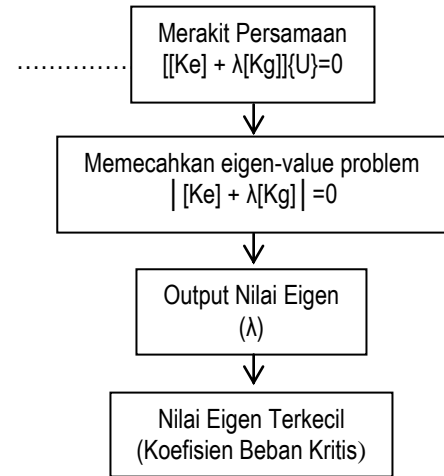 Merakit Persamaan
[[Ke] + λ[Kg]]{U}=0
..............
Memecahkan eigen-value problem
│[Ke] + λ[Kg]│=0
Output Nilai Eigen
(λ)
Nilai Eigen Terkecil
(Koefisien Beban Kritis)